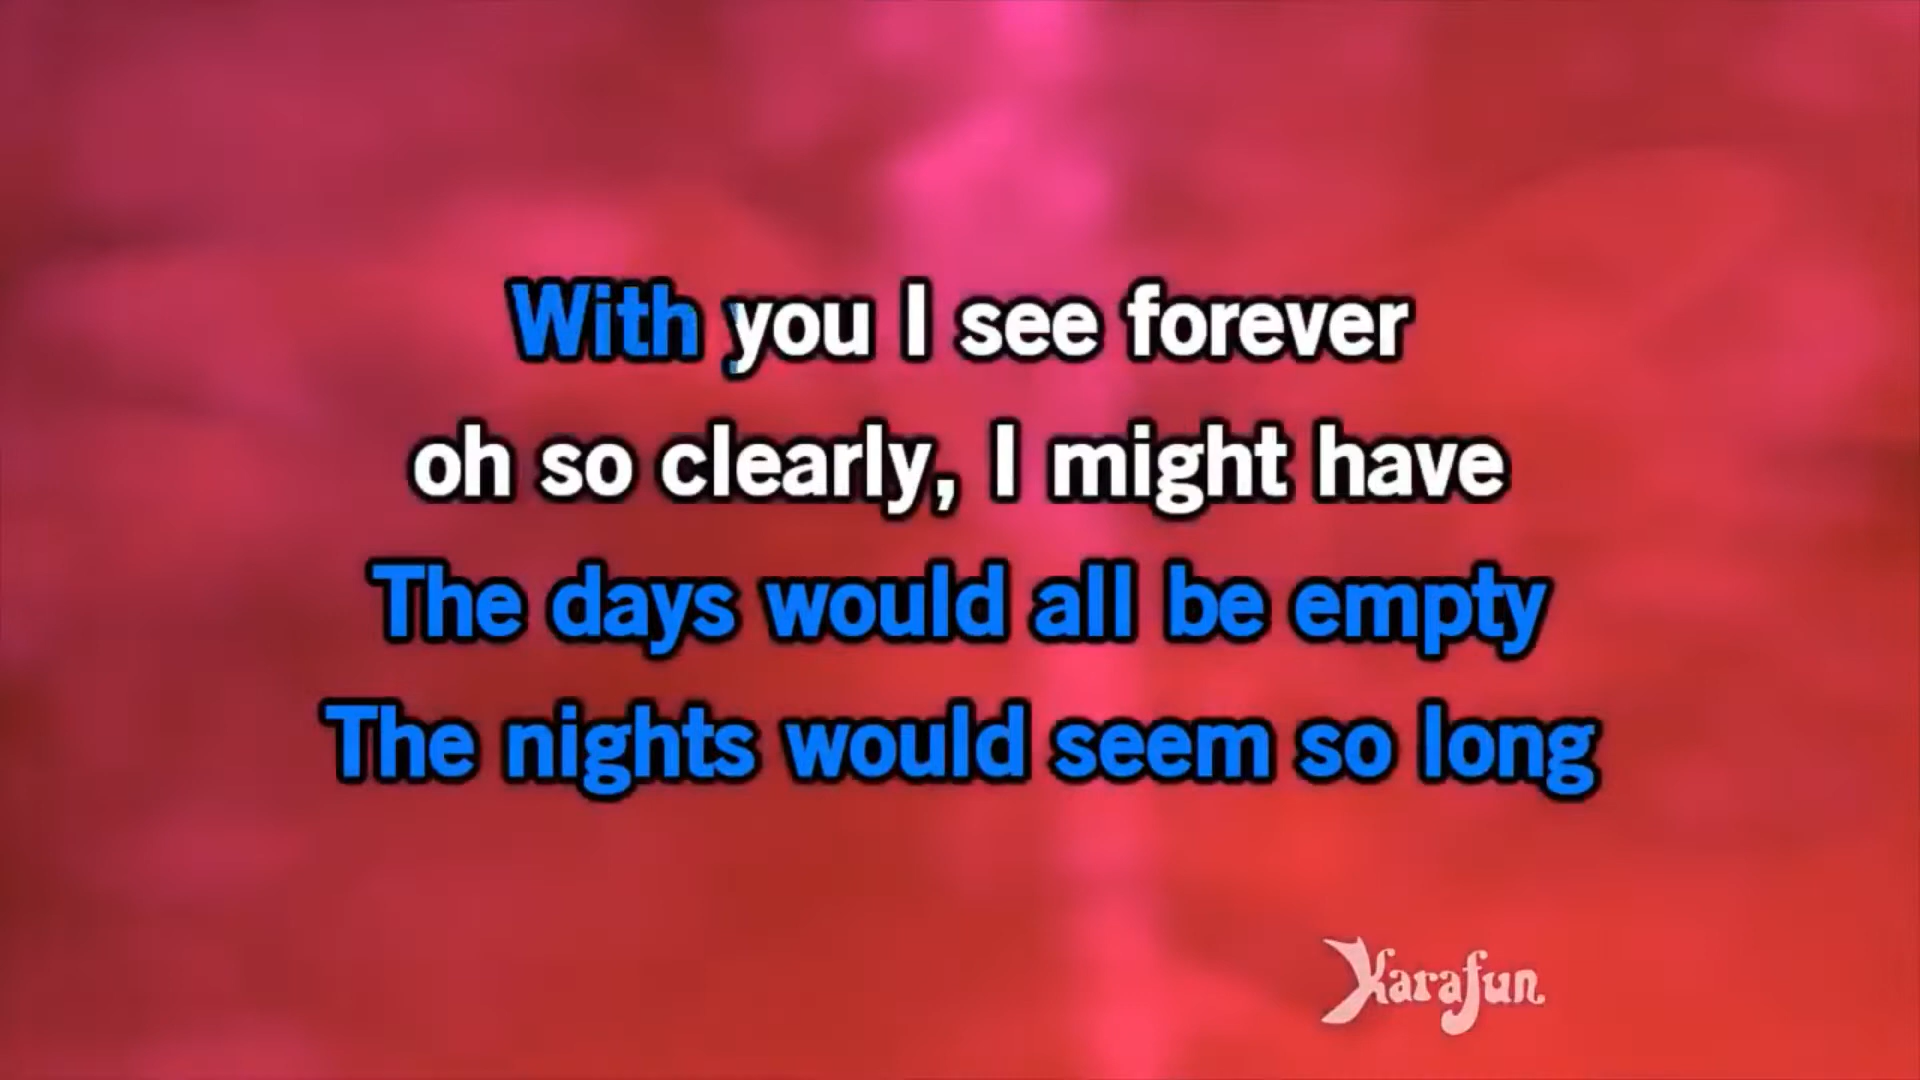 With you I see forever
oh so clearly, I might have
The days would all be empty
The nights would seem so long
Karafun